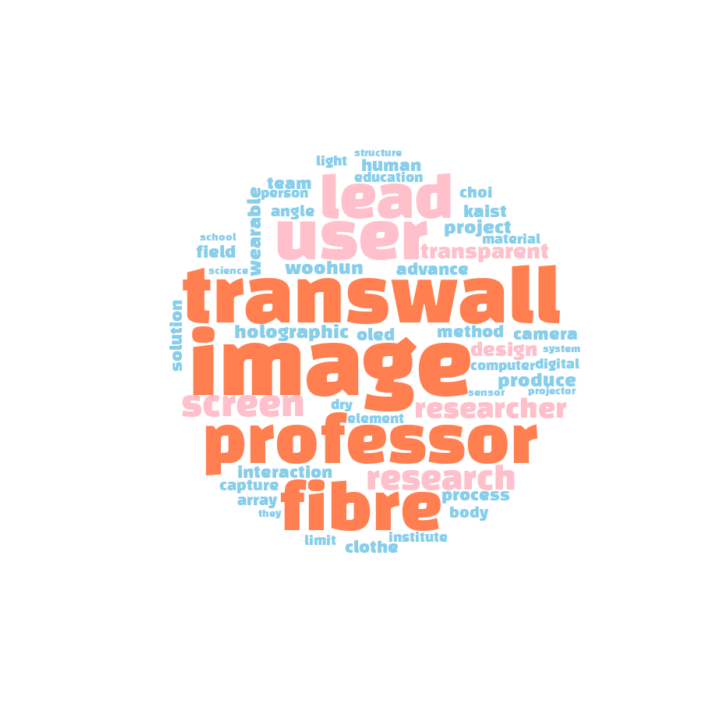 structure
light human
team education
person lead choi
wearable angle kaist
user project
school material
field transparent
science woohun advance
transwall
solution holographic oled method camera
image design system
computer digital
produce
screen dry sensor projector
element researcher
professor
interaction research
capture fibre process
array
they body
limit institute
clothe